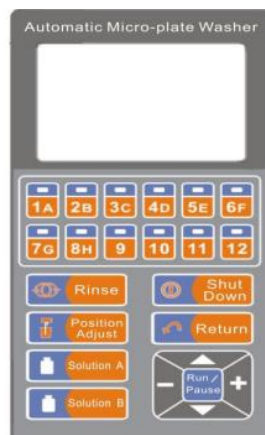 Automatic Micro-plate Washer
1A 2B 3C 4D 5E 6F
7G 8H 9 10 11 12
Rinse
Shut
Down
Position
Adjust
Return
Solution A
Solution B
Run /
Pause
- +